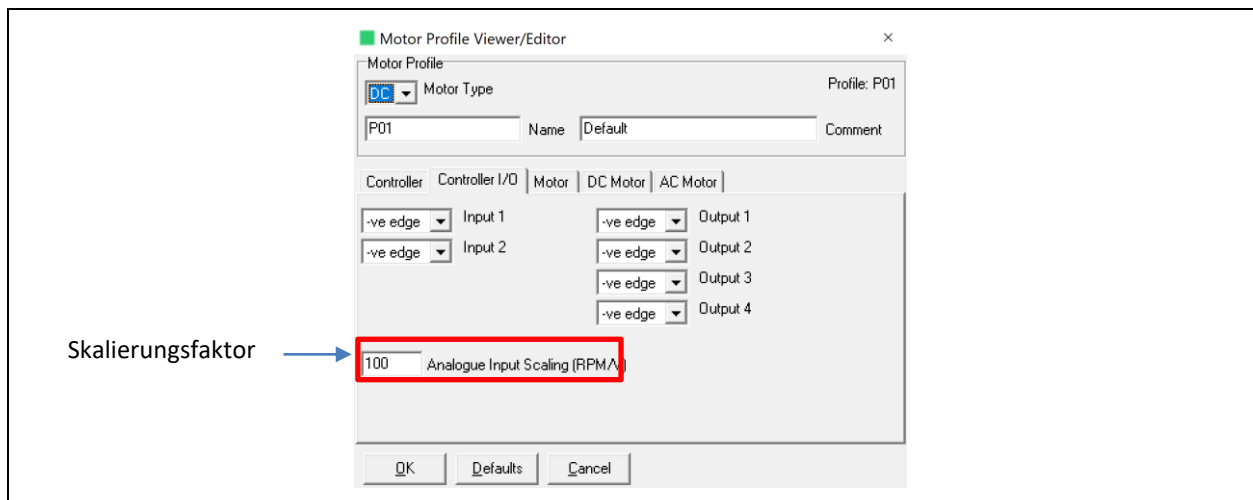 Motor Profile Viewer/Editor
Motor Profile
DC Motor Type Profile: P01
P01 Name Default Comment
Controller Controller I/O Motor DC Motor AC Motor
-ve edge Input 1 -ve edge Output 1
-ve edge Input 2 -ve edge Output 2
-ve edge Output 3
-ve edge Output 4
Skalierungsfaktor 100 Analogue Input Scaling (RPM/V)
OK Defaults Cancel